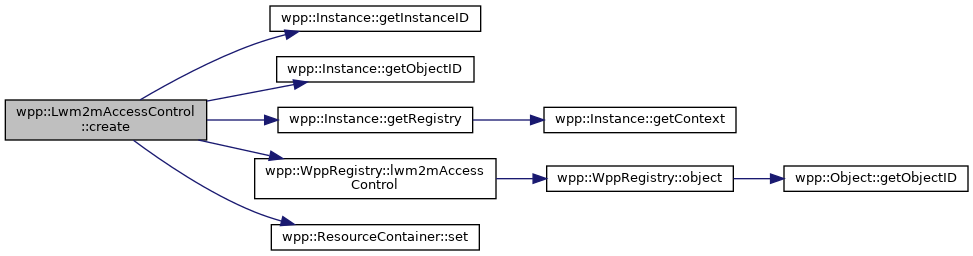 wpp::Instance::getInstanceID
wpp::Instance::getObjectID
wpp::Lwm2mAccessControl
::create
wpp::Instance::getRegistry
wpp::Instance::getContext
wpp::WppRegistry::lwm2mAccess
Control
wpp::WppRegistry::object
wpp::Object::getObjectID
wpp::ResourceContainer::set